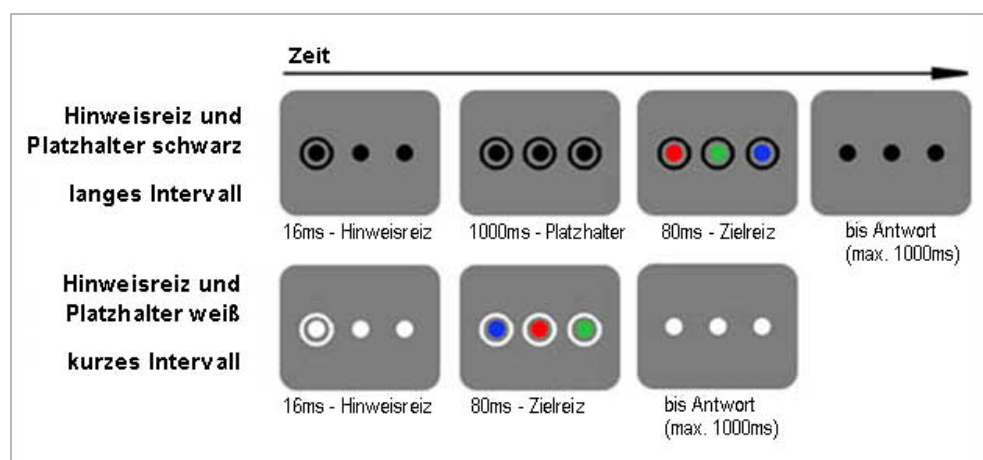 Zeit
Hinweisreiz und
Platzhalter schwarz
langes Intervall
16ms - Hinweisreiz
1000ms - Platzhalter
80ms - Zielreiz
bis Antwort
(max. 1000ms)
Hinweisreiz und
Platzhalter weiß
kurzes Intervall
16ms - Hinweisreiz
80ms - Zielreiz
bis Antwort
(max. 1000ms)